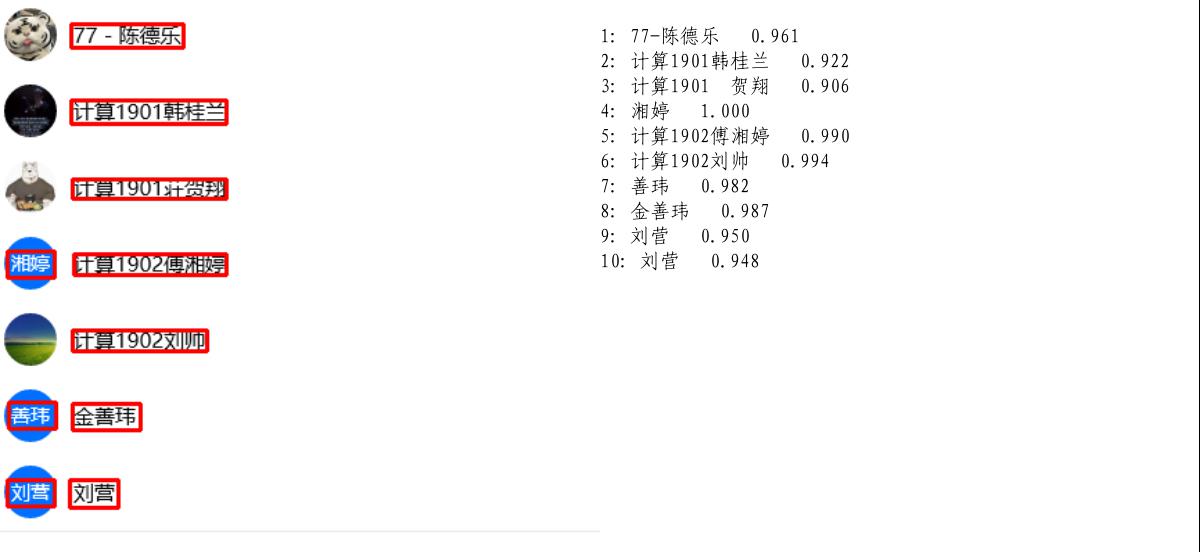 77 - 陈德乐
计算1901韩桂兰
计算1901荘贺翔
湘婷 计算1902傅湘婷
计算1902刘帅
善玮 金善玮
刘营 刘营
1: 77-陈德乐 0.961
2: 计算1901韩桂兰 0.922
3: 计算1901 贺翔 0.906
4: 湘婷 1.000
5: 计算1902傅湘婷 0.990
6: 计算1902刘帅 0.994
7: 善玮 0.982
8: 金善玮 0.987
9: 刘营 0.950
10: 刘营 0.948